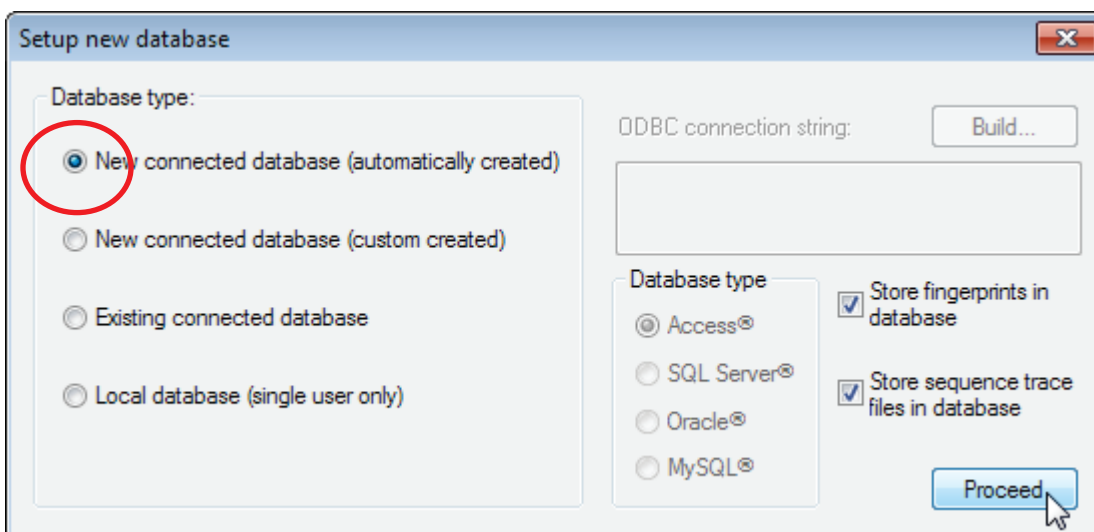 Setup new database
Database type:
New connected database (automatically created)
New connected database (custom created)
Existing connected database
Local database (single user only)
ODBC connection string:
Build...
Database type
Access®
SQL Server®
Oracle®
MySQL®
Store fingerprints in
database
Store sequence trace
files in database
Proceed